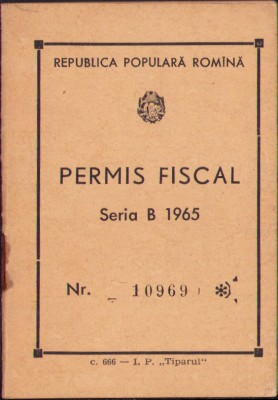 REPUBLICA POPULARĂ ROMÎNĂ
PERMIS FISCAL
Seria B 1965
Nr. 10969
c. 666 — I. P. „Tiparul“